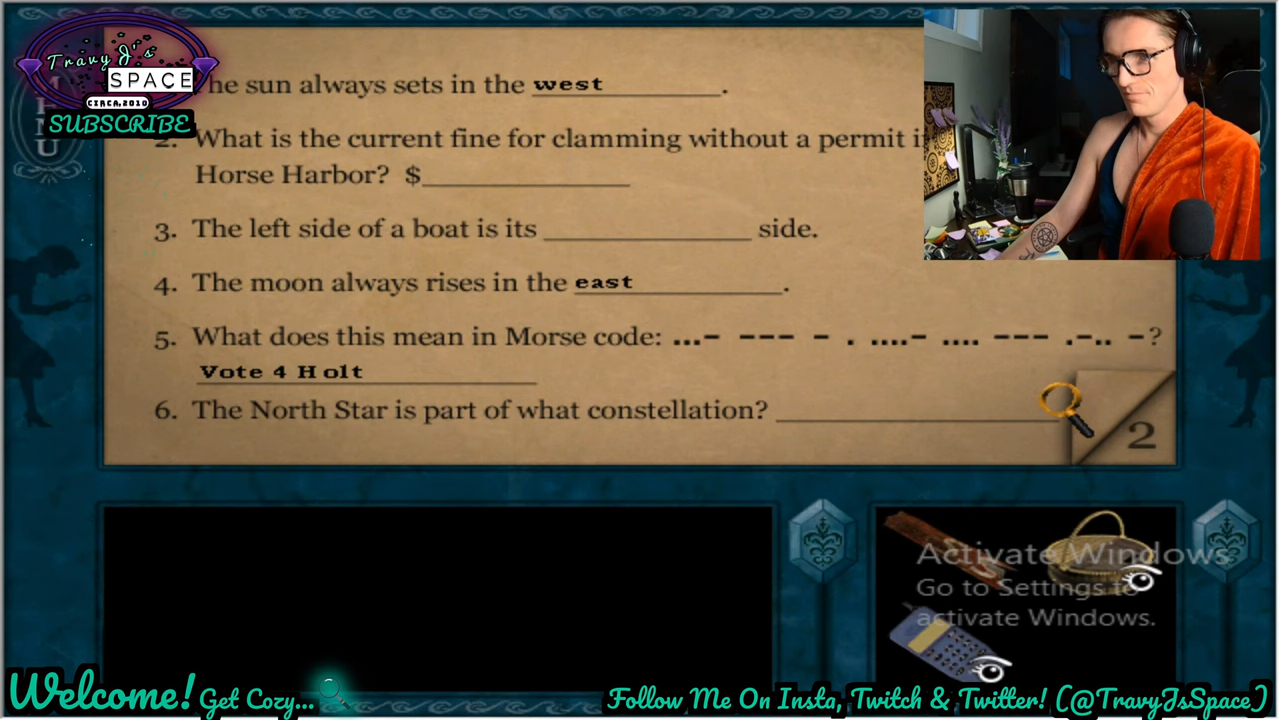 Travy J's
SPACE
CIRCA.2010
SUBSCRIBE
MENU
he sun always sets in the west.
2. What is the current fine for clamming without a permit i
Horse Harbor? $
3. The left side of a boat is its ____ side.
4. The moon always rises in the east.
5. What does this mean in Morse code: ...- --- - . ....- .... --- .-.. -?
Vote 4 Holt
6. The North Star is part of what constellation?
2
Activate Windows
Go to Settings to
activate Windows.
Welcome! Get Cozy...
Follow Me On Insta, Twitch & Twitter! (@TravyJsSpace)